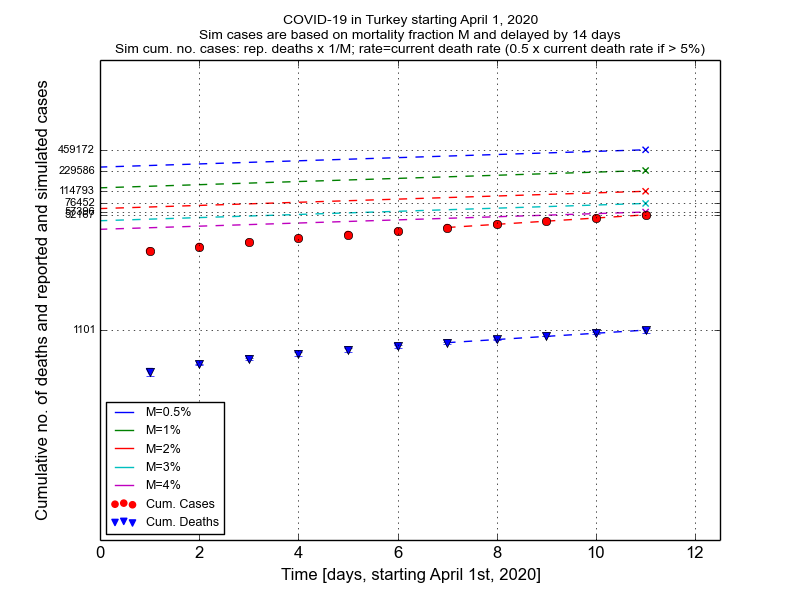 COVID-19 in Turkey starting April 1, 2020
Sim cases are based on mortality fraction M and delayed by 14 days
Sim cum. no. cases: rep. deaths x 1/M; rate=current death rate (0.5 x current death rate if > 5%)
Cumulative no. of deaths and reported and simulated cases
459172
229586
114793
76452
1101
M=0.5%
M=1%
M=2%
M=3%
M=4%
Cum. Cases
Cum. Deaths
0 2 4 6 8 10 12
Time [days, starting April 1st, 2020]